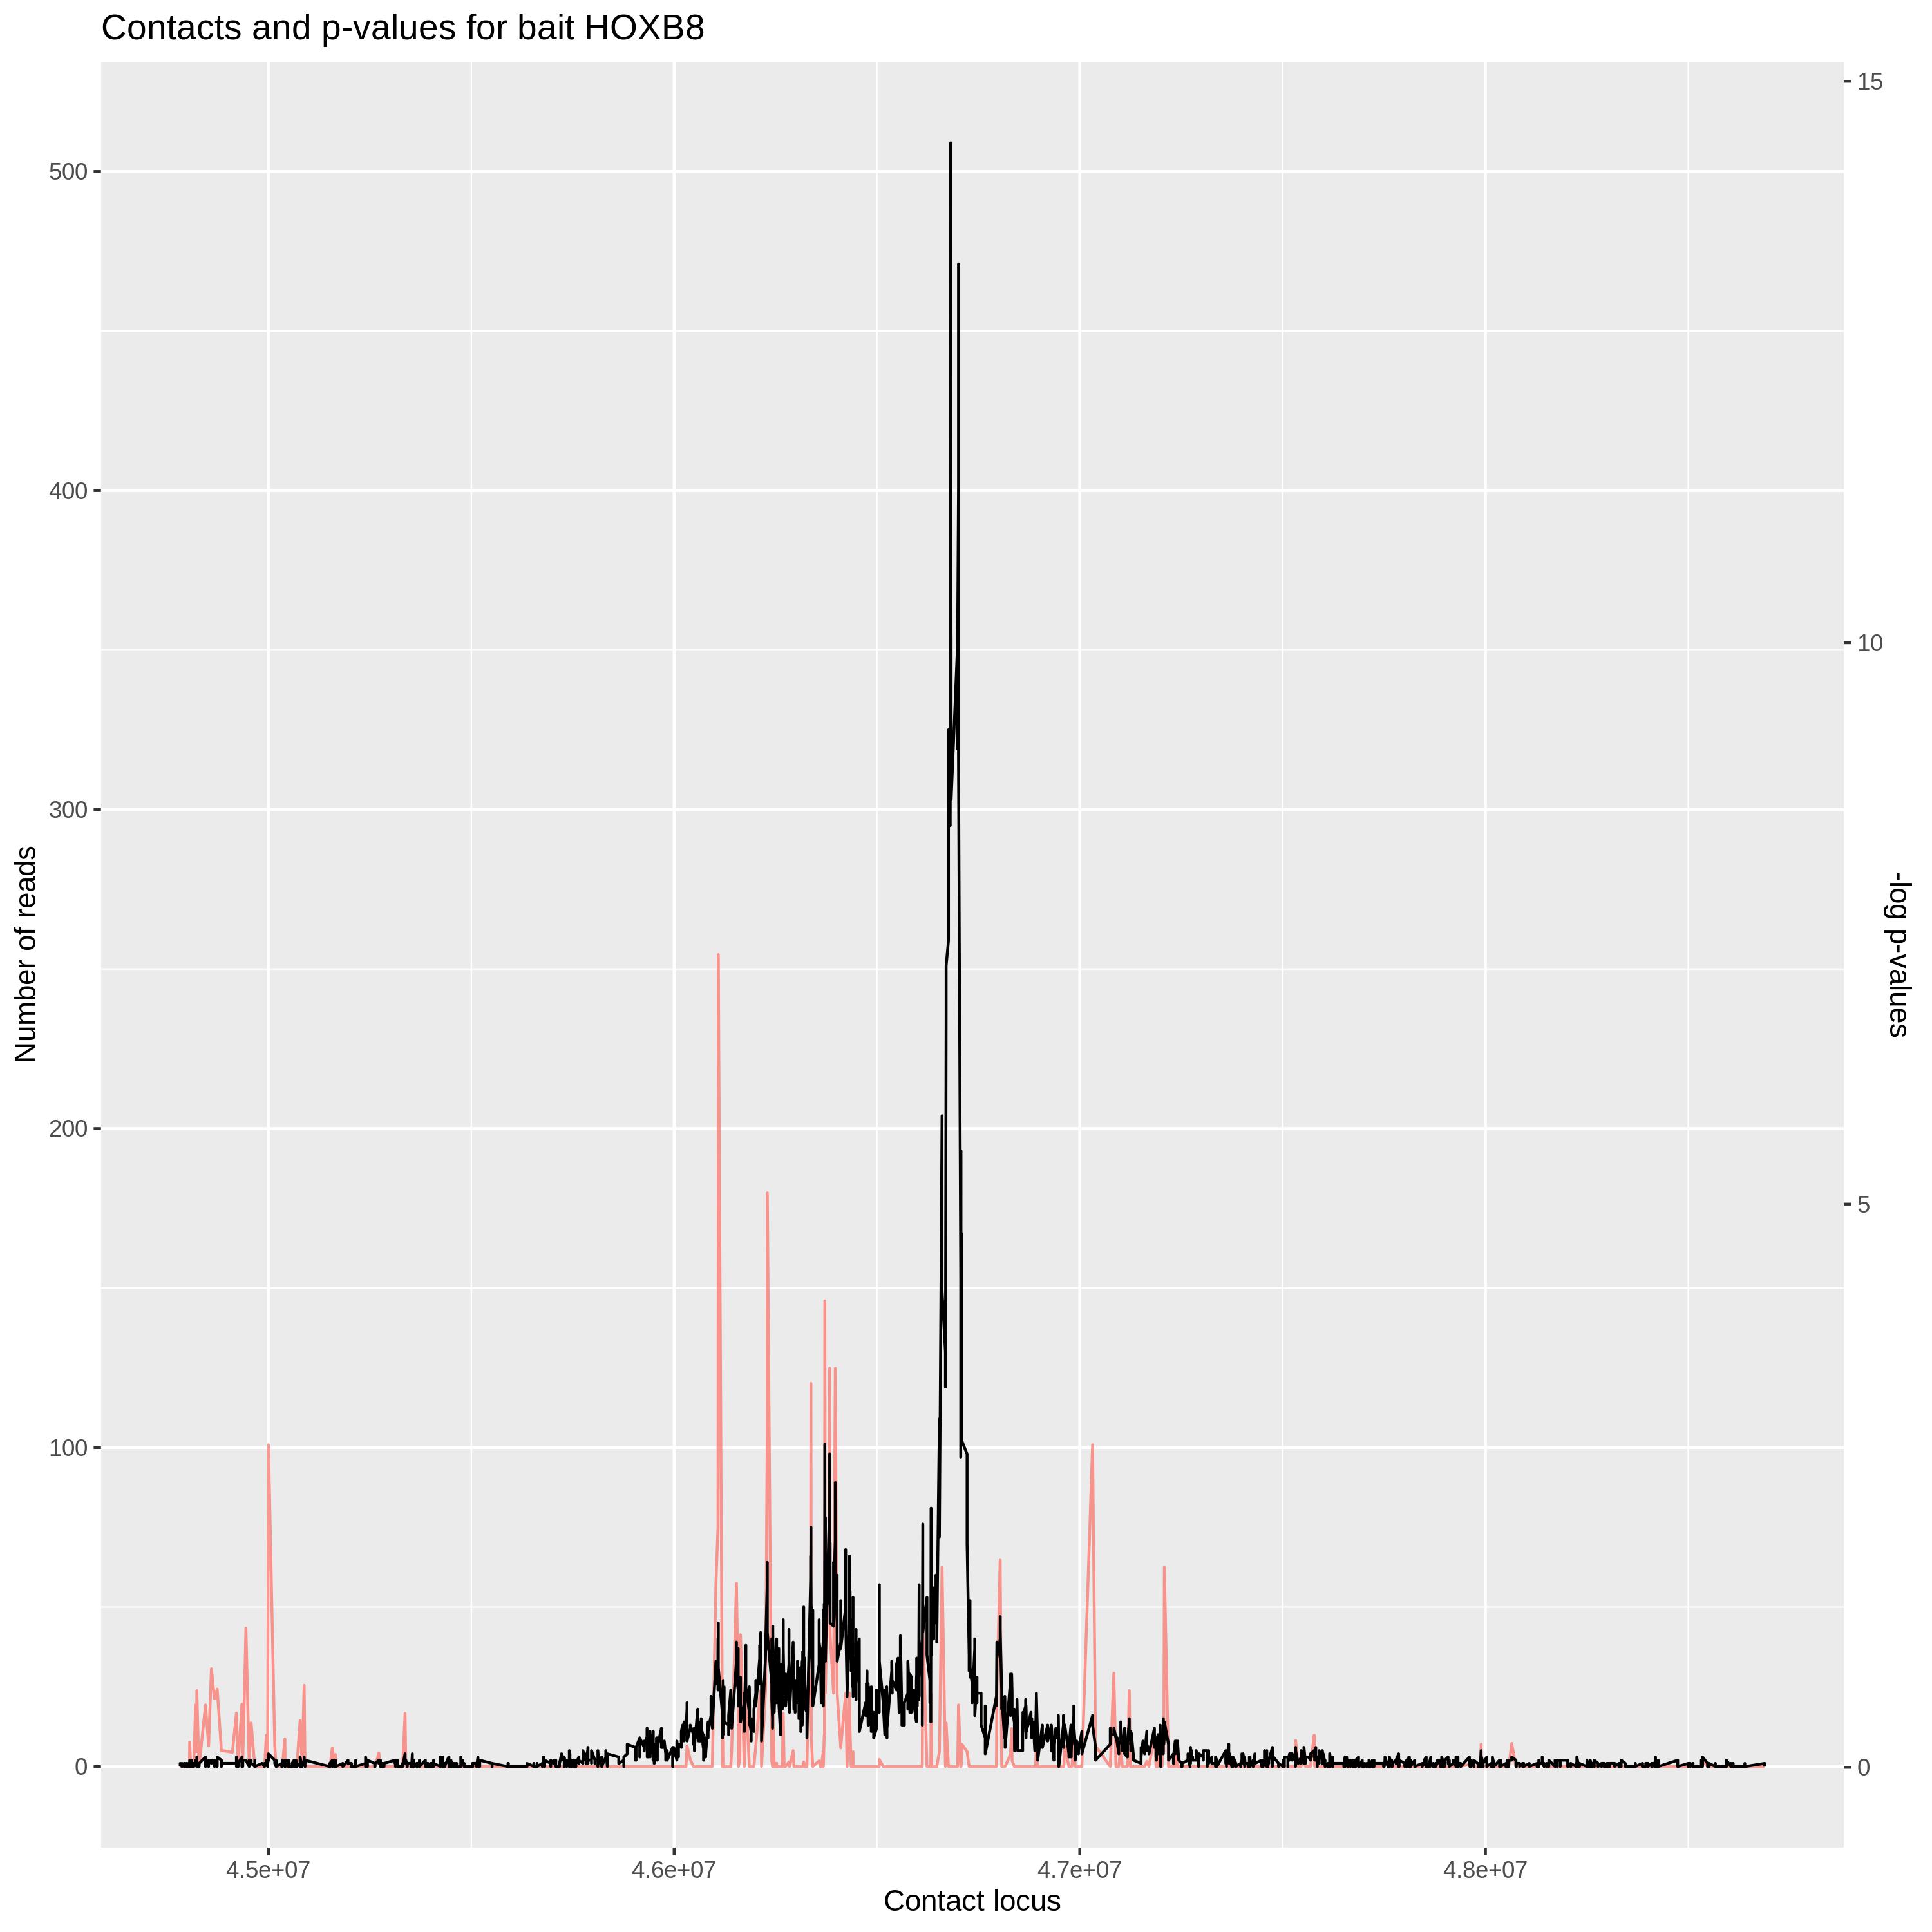 Contacts and p-values for bait HOXB8
15
500
400
10
300
200
5
100
0
0
Number of reads
-log p-values
4.5e+07 4.6e+07 4.7e+07 4.8e+07
Contact locus